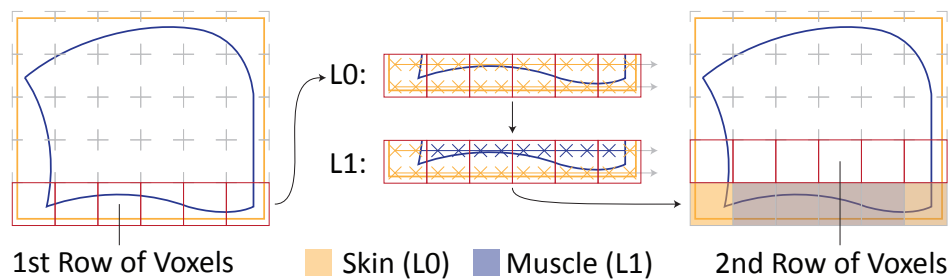 L0:
L1:
1st Row of Voxels
Skin (L0)
Muscle (L1)
2nd Row of Voxels